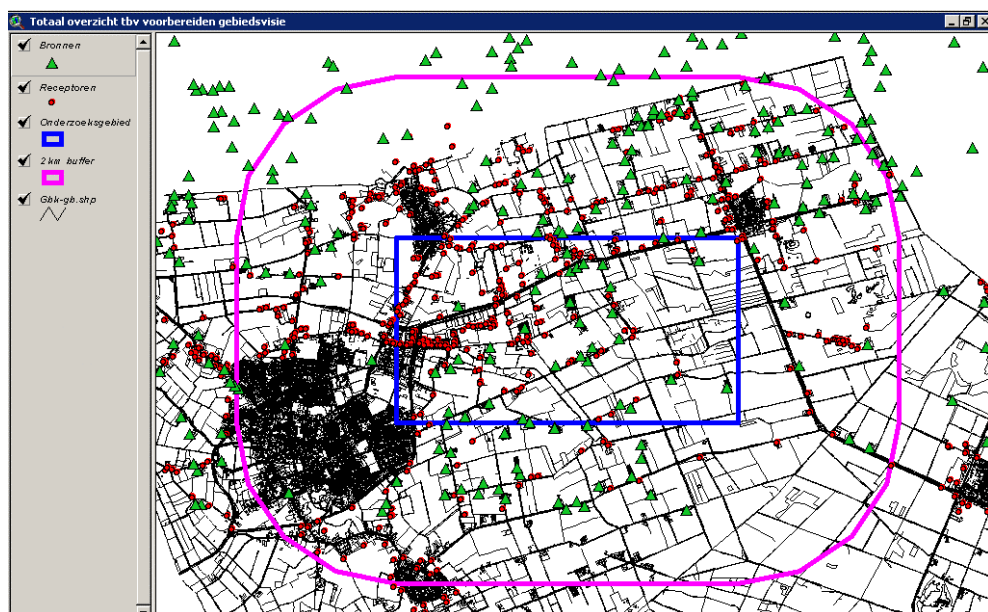 Totaal overzicht tbv voorbereiden gebiedsvisie
Bronnen
Receptoren
Onderzoeksgebied
2 km buffer
Gbk-gb.shp